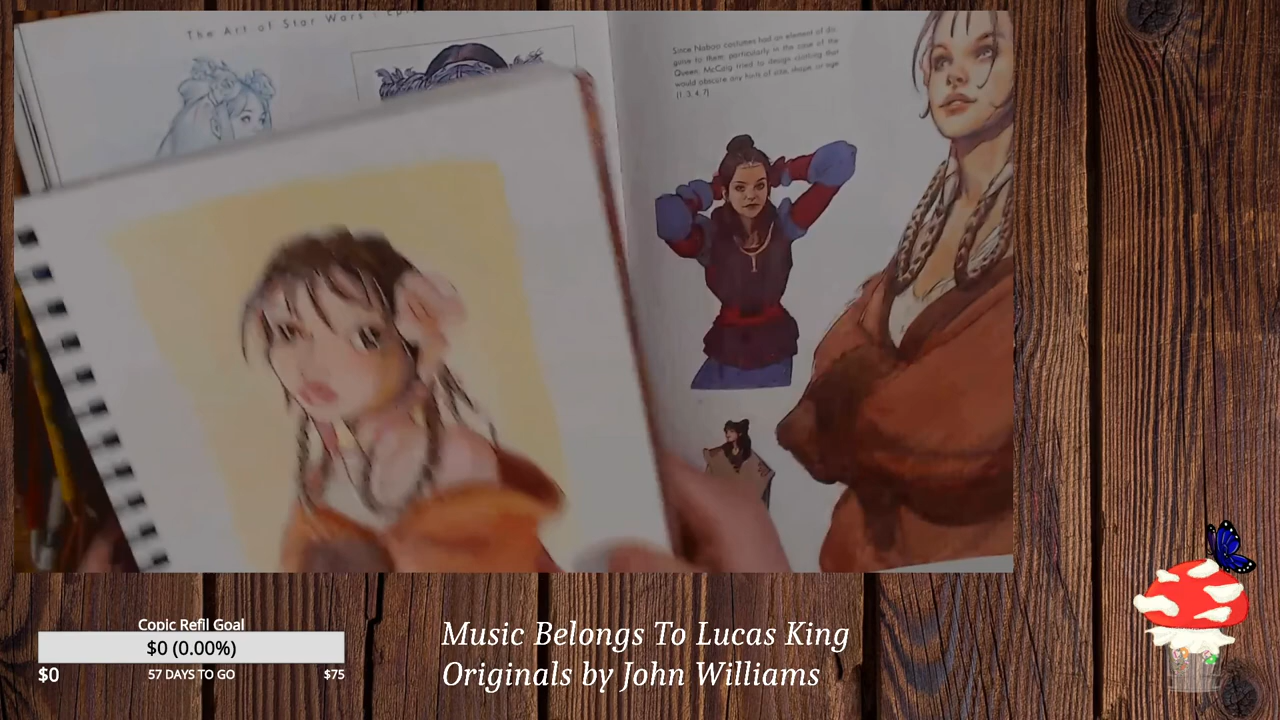 The Art of Star Wars : Epi
Since Naboo costumes had an element of dis-
guise to them, particularly in the case of the
Queen, McCaig tried to design clothing that
would obscure any hints of size, shape, or age
(1, 3, 4, 7).
Copic Refil Goal
$0 (0.00%)
$0
57 DAYS TO GO
$75
Music Belongs To Lucas King
Originals by John Williams